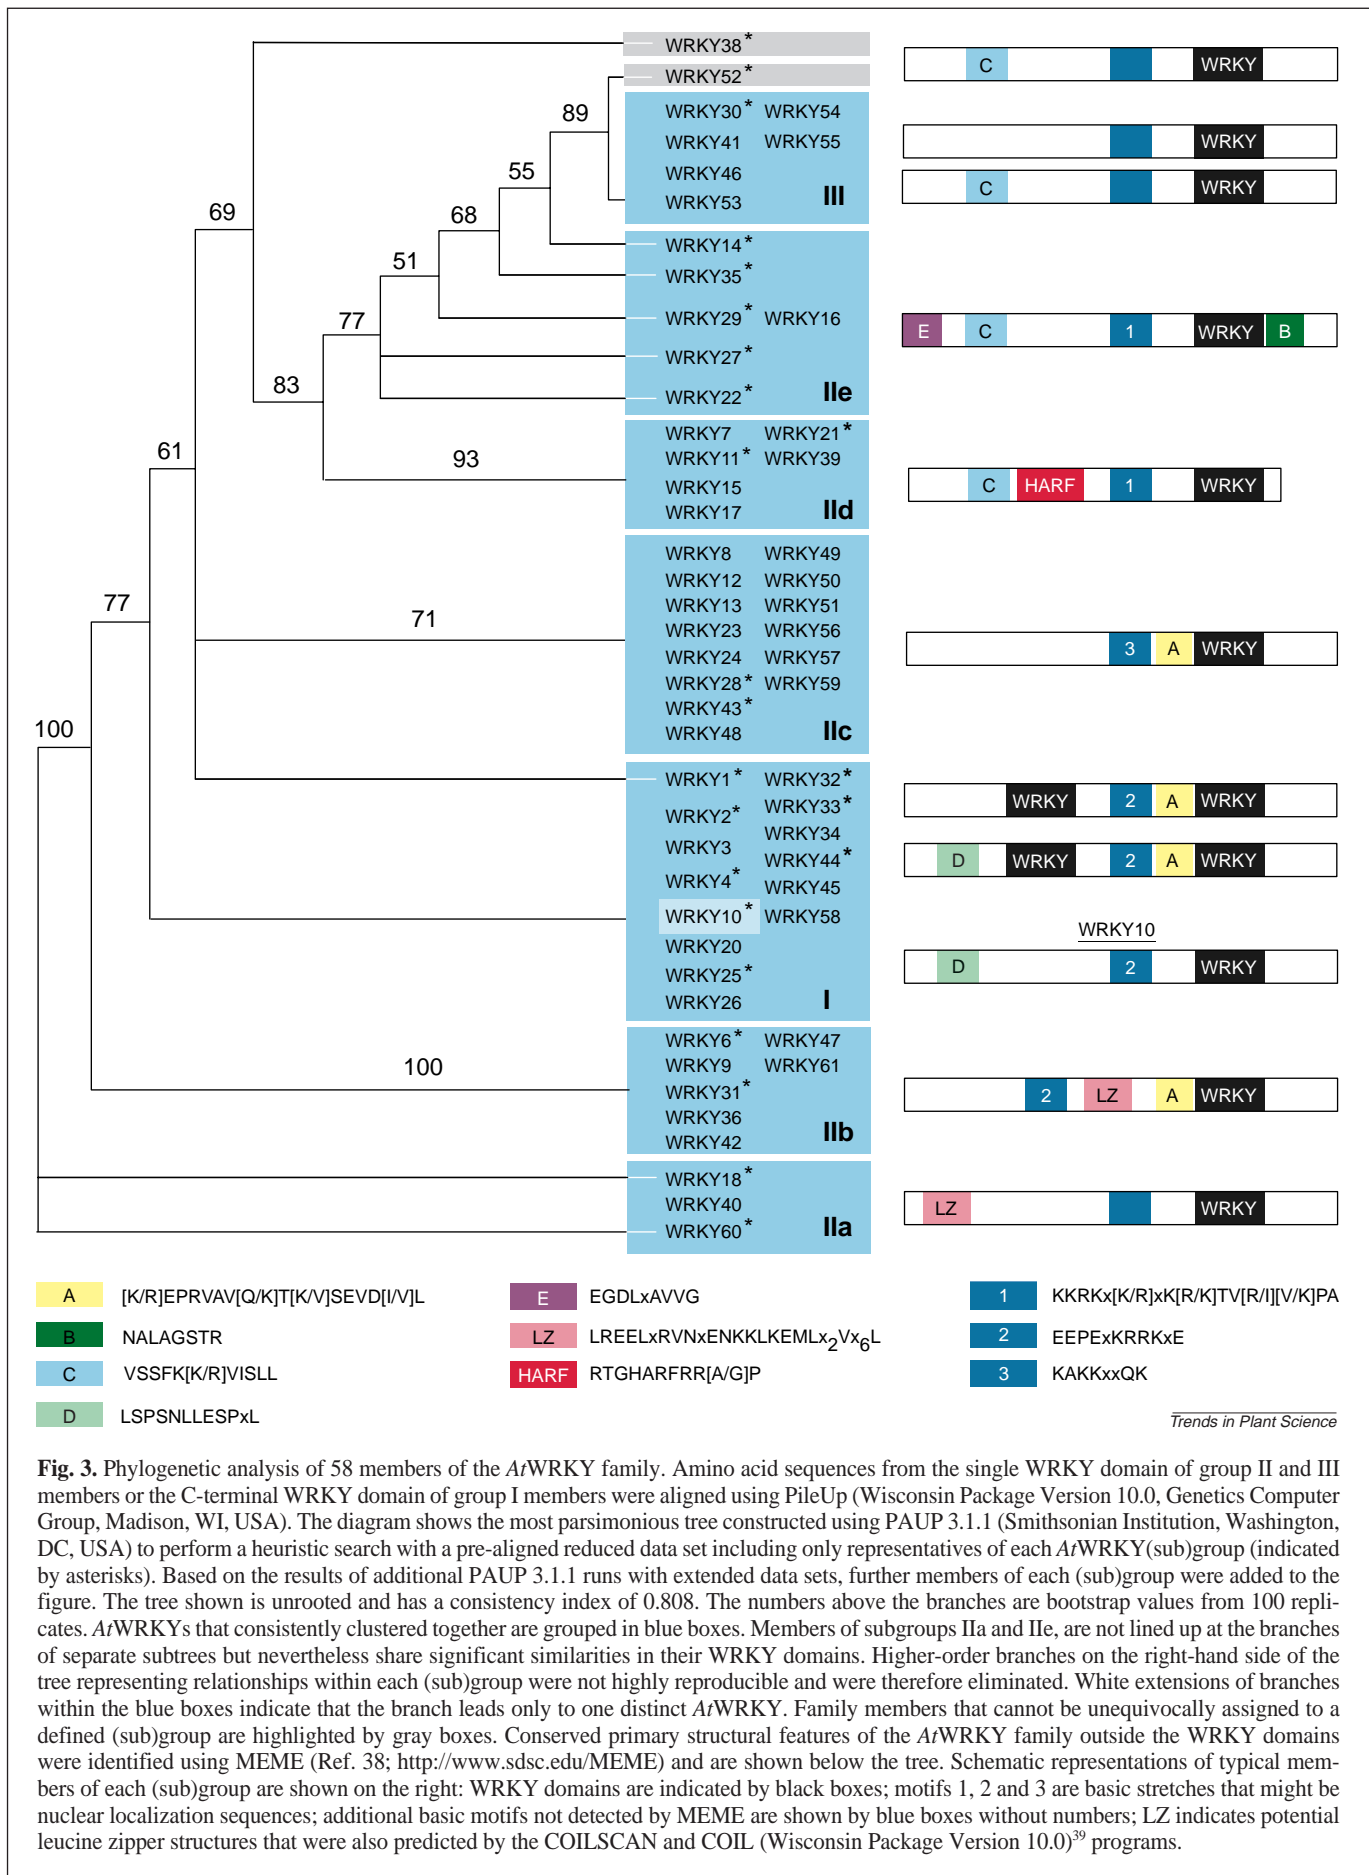 WRKY38*
WRKY52*
C WRKY
89
WRKY30* WRKY54
WRKY41 WRKY55
WRKY
WRKY46
WRKY53 III
C WRKY
55
69
68
WRKY14*
51
WRKY35*
77
WRKY29* WRKY16
E C 1 WRKY B
WRKY27*
83
WRKY22* IIe
61
93
WRKY7 WRKY21*
WRKY11* WRKY39
WRKY15
WRKY17 IId
C HARF 1 WRKY
WRKY8 WRKY49
WRKY12 WRKY50
77
WRKY13 WRKY51
71
WRKY23 WRKY56
WRKY24 WRKY57
WRKY28* WRKY59
WRKY43*
WRKY48 IIc
3 A WRKY
100
WRKY1* WRKY32*
WRKY2* WRKY33*
WRKY34
WRKY3 WRKY44*
WRKY4* WRKY45
WRKY10* WRKY58
WRKY20
WRKY25*
WRKY26 I
WRKY 2 A WRKY
D WRKY 2 A WRKY
WRKY10
D 2 WRKY
100
WRKY6* WRKY47
WRKY9 WRKY61
WRKY31*
WRKY36
WRKY42 IIb
2 LZ A WRKY
WRKY18*
WRKY40
WRKY60* IIa
LZ WRKY
A [K/R]EPRVAV[Q/K]T[K/V]SEVD[I/V]L
B NALAGSTR
C VSSFK[K/R]VISLL
D LSPSNLLESPxL
E EGDLxAVVG
LZ LREELxRVNxENKKLKEMLx2Vx6L
HARF RTGHARFRR[A/G]P
1 KKRKx[K/R]xK[R/K]TV[R/I][V/K]PA
2 EEPExKRRKxE
3 KAKKxxQK
Trends in Plant Science
Fig. 3. Phylogenetic analysis of 58 members of the AtWRKY family. Amino acid sequences from the single WRKY domain of group II and III
members or the C-terminal WRKY domain of group I members were aligned using PileUp (Wisconsin Package Version 10.0, Genetics Computer
Group, Madison, WI, USA). The diagram shows the most parsimonious tree constructed using PAUP 3.1.1 (Smithsonian Institution, Washington,
DC, USA) to perform a heuristic search with a pre-aligned reduced data set including only representatives of each AtWRKY(sub)group (indicated
by asterisks). Based on the results of additional PAUP 3.1.1 runs with extended data sets, further members of each (sub)group were added to the
figure. The tree shown is unrooted and has a consistency index of 0.808. The numbers above the branches are bootstrap values from 100 repli-
cates. AtWRKYs that consistently clustered together are grouped in blue boxes. Members of subgroups IIa and IIe, are not lined up at the branches
of separate subtrees but nevertheless share significant similarities in their WRKY domains. Higher-order branches on the right-hand side of the
tree representing relationships within each (sub)group were not highly reproducible and were therefore eliminated. White extensions of branches
within the blue boxes indicate that the branch leads only to one distinct AtWRKY. Family members that cannot be unequivocally assigned to a
defined (sub)group are highlighted by gray boxes. Conserved primary structural features of the AtWRKY family outside the WRKY domains
were identified using MEME (Ref. 38; http://www.sdsc.edu/MEME) and are shown below the tree. Schematic representations of typical mem-
bers of each (sub)group are shown on the right: WRKY domains are indicated by black boxes; motifs 1, 2 and 3 are basic stretches that might be
nuclear localization sequences; additional basic motifs not detected by MEME are shown by blue boxes without numbers; LZ indicates potential
leucine zipper structures that were also predicted by the COILSCAN and COIL (Wisconsin Package Version 10.0)39 programs.